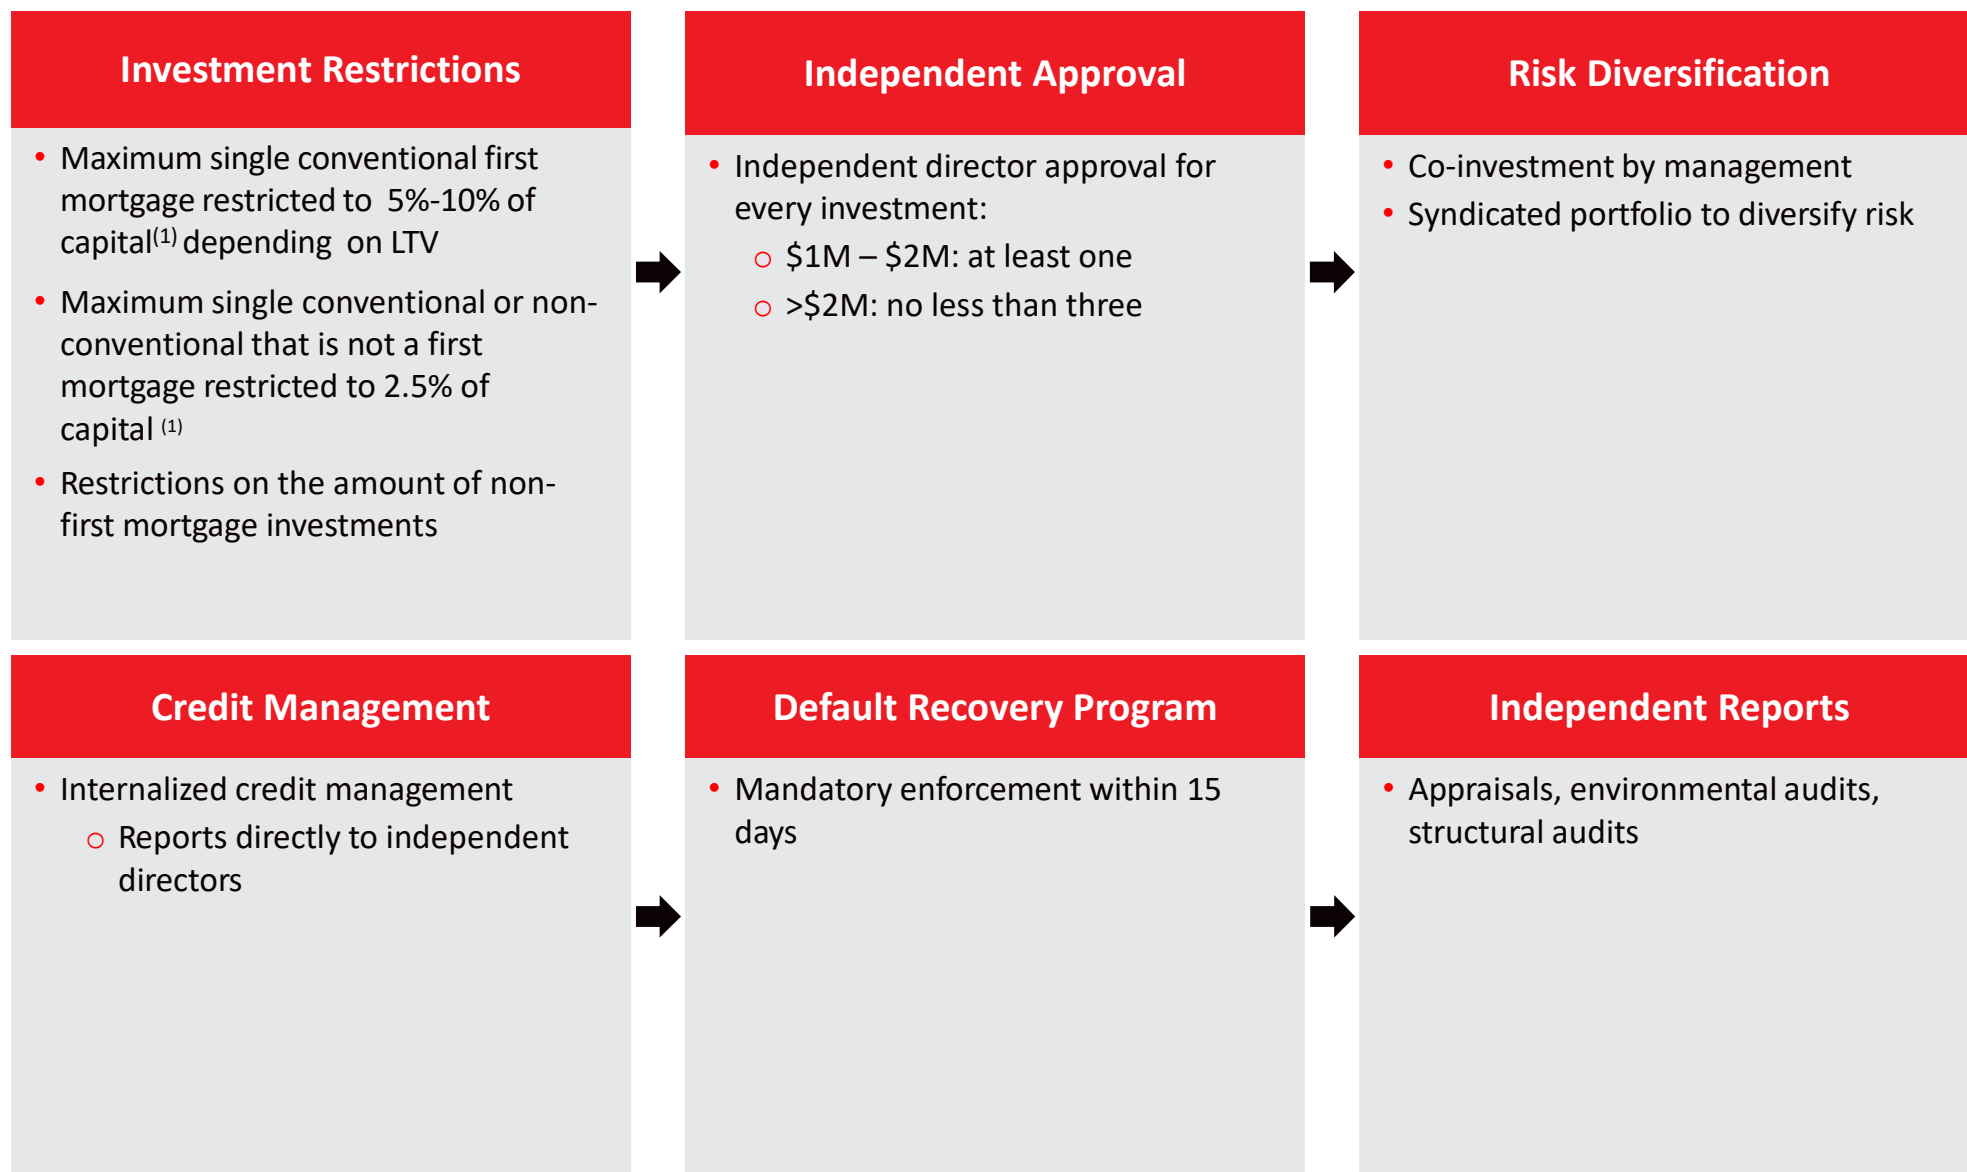 Investment Restrictions
• Maximum single conventional first
mortgage restricted to 5%-10% of
capital(1) depending on LTV
• Maximum single conventional or non-
conventional that is not a first
mortgage restricted to 2.5% of
capital (1)
• Restrictions on the amount of non-
first mortgage investments
Independent Approval
• Independent director approval for
every investment:
o $1M – $2M: at least one
o >$2M: no less than three
Risk Diversification
• Co-investment by management
• Syndicated portfolio to diversify risk
Credit Management
• Internalized credit management
o Reports directly to independent
directors
Default Recovery Program
• Mandatory enforcement within 15
days
Independent Reports
• Appraisals, environmental audits,
structural audits